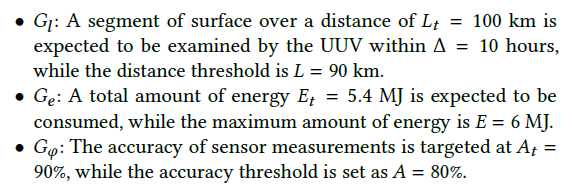 • G_l: A segment of surface over a distance of L_t = 100 km is
expected to be examined by the UUV within Δ = 10 hours,
while the distance threshold is L = 90 km.
• G_e: A total amount of energy E_t = 5.4 MJ is expected to be
consumed, while the maximum amount of energy is E = 6 MJ.
• G_φ: The accuracy of sensor measurements is targeted at A_t =
90%, while the accuracy threshold is set as A = 80%.